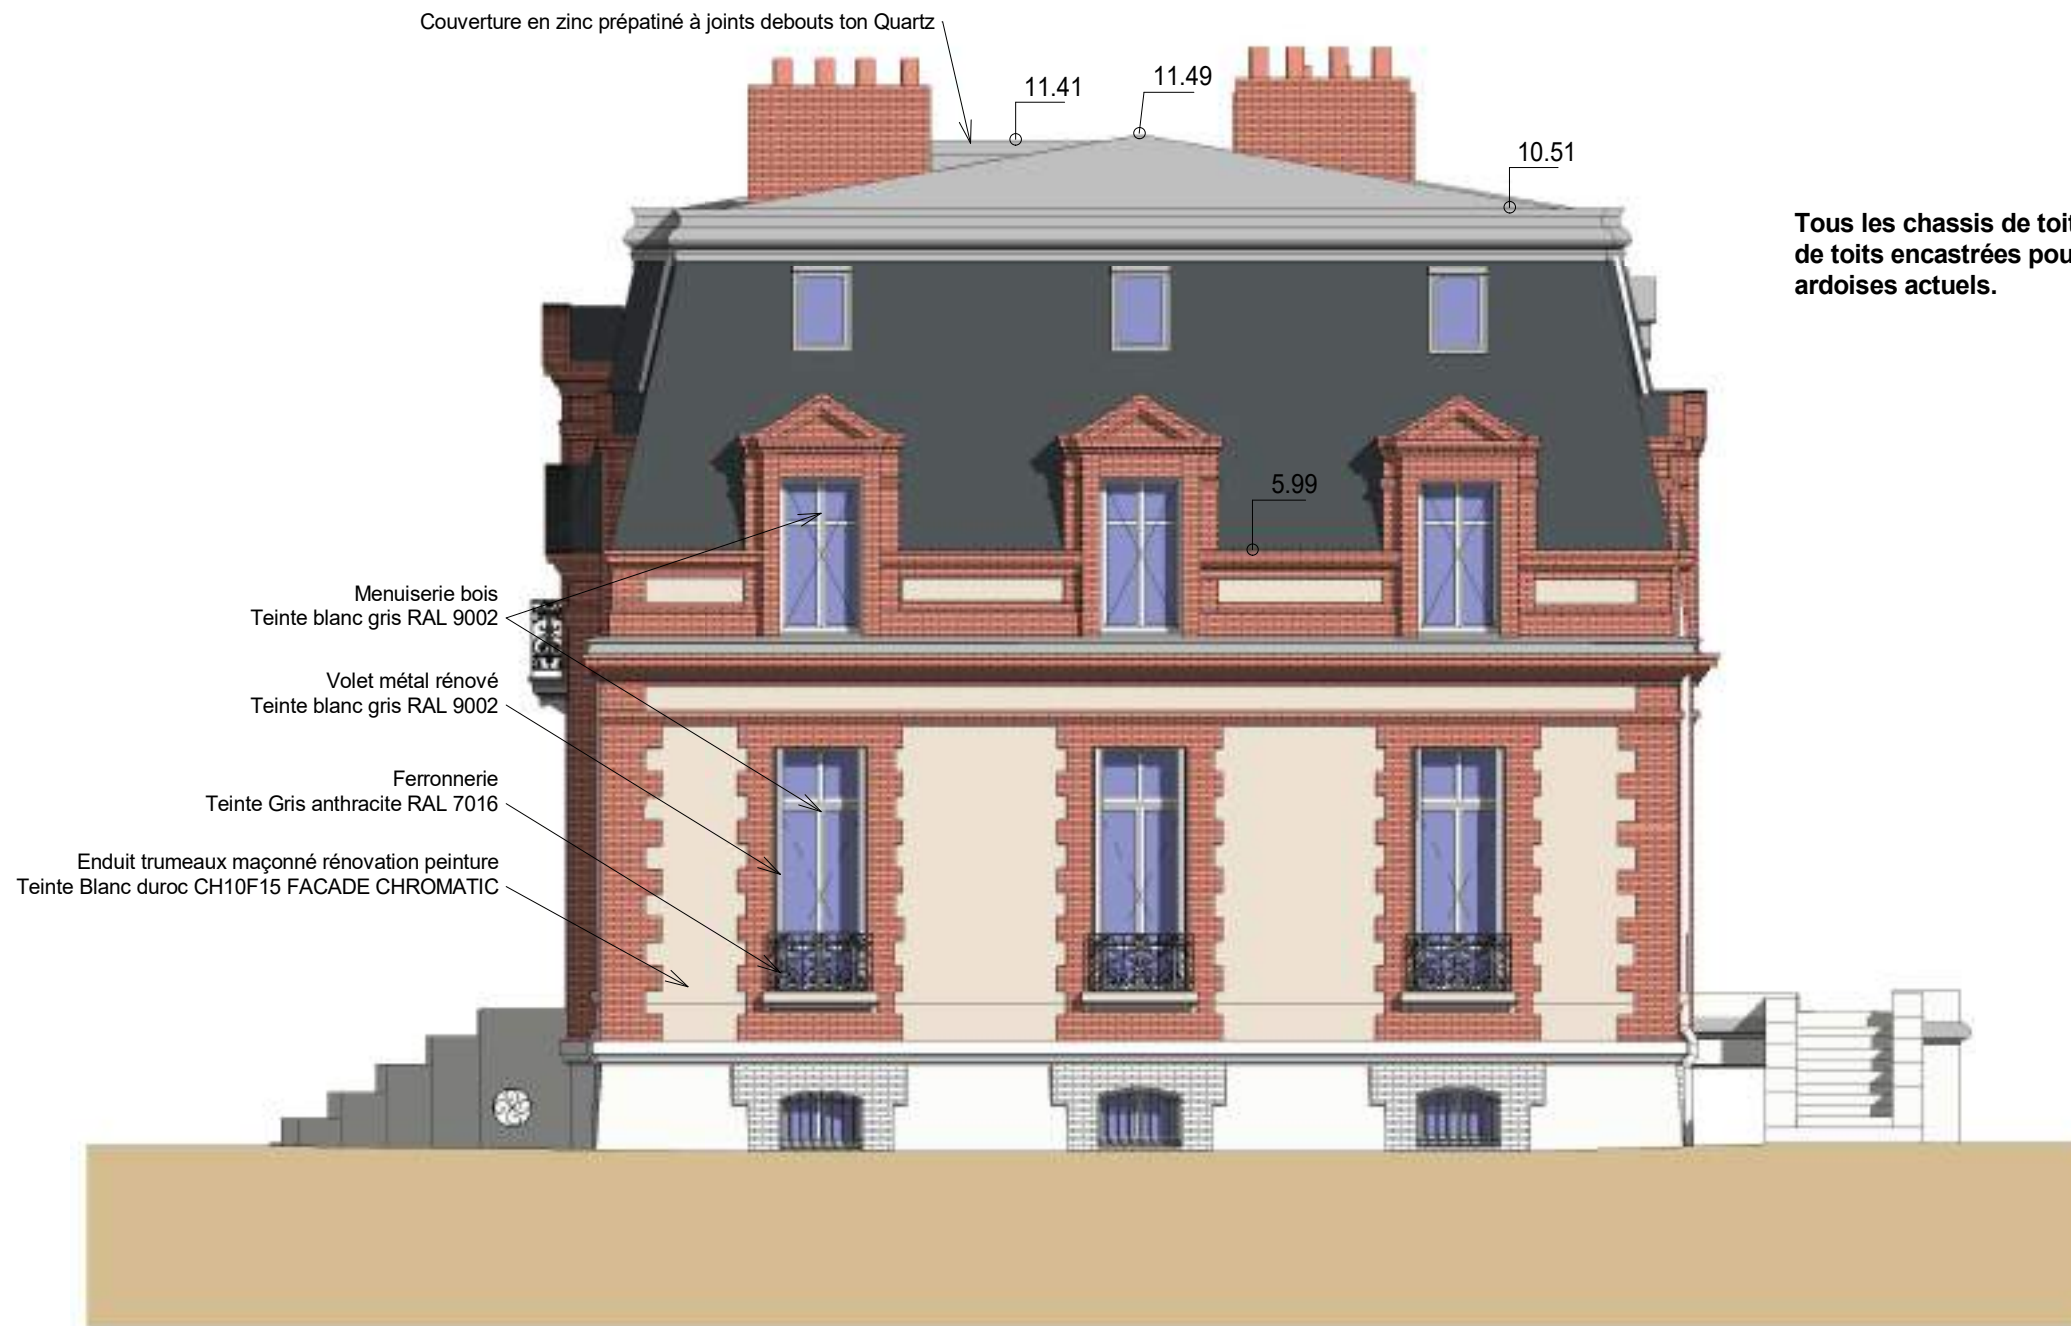 Couverture en zinc prépatiné à joints debouts ton Quartz
11.41
11.49
10.51
Tous les chassis de toit
de toits encastrées pou
ardoises actuels.
5.99
Menuiserie bois
Teinte blanc gris RAL 9002
Volet métal rénové
Teinte blanc gris RAL 9002
Ferronnerie
Teinte Gris anthracite RAL 7016
Enduit trumeaux maçonné rénovation peinture
Teinte Blanc duroc CH10F15 FACADE CHROMATIC